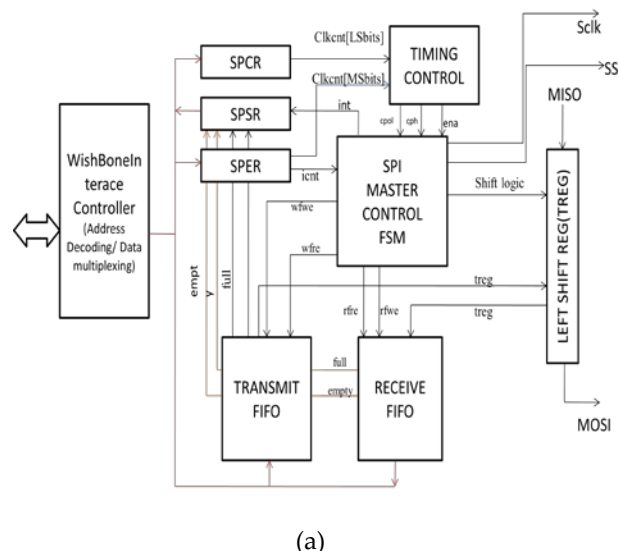 Sclk
SS
MISO
MOSI
Clkcnt[LSbits]
Clkcnt[MSbits]
TIMING
CONTROL
SPCR
SPSR
SPER
int
icnt
cpol
cph
ena
WishBoneIn
terace
Controller
(Address
Decoding/ Data
multiplexing)
SPI
MASTER
CONTROL
FSM
Shift logic
LEFT SHIFT REG(TREG)
wfwe
wfre
empt
y
full
rfre
rfwe
treg
treg
TRANSMIT
FIFO
full
empty
RECEIVE
FIFO
(a)